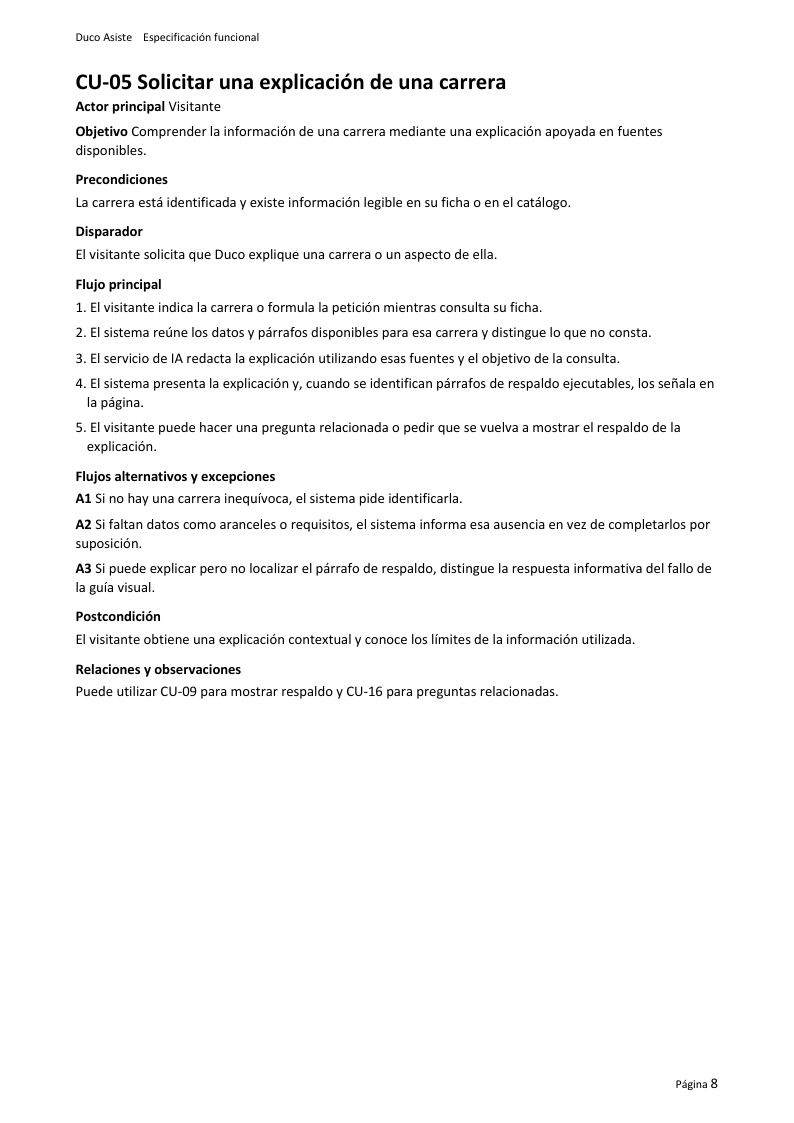 Duco Asiste Especificación funcional
CU-05 Solicitar una explicación de una carrera
Actor principal Visitante
Objetivo Comprender la información de una carrera mediante una explicación apoyada en fuentes
disponibles.
Precondiciones
La carrera está identificada y existe información legible en su ficha o en el catálogo.
Disparador
El visitante solicita que Duco explique una carrera o un aspecto de ella.
Flujo principal
1. El visitante indica la carrera o formula la petición mientras consulta su ficha.
2. El sistema reúne los datos y párrafos disponibles para esa carrera y distingue lo que no consta.
3. El servicio de IA redacta la explicación utilizando esas fuentes y el objetivo de la consulta.
4. El sistema presenta la explicación y, cuando se identifican párrafos de respaldo ejecutables, los señala en
la página.
5. El visitante puede hacer una pregunta relacionada o pedir que se vuelva a mostrar el respaldo de la
explicación.
Flujos alternativos y excepciones
A1 Si no hay una carrera inequívoca, el sistema pide identificarla.
A2 Si faltan datos como aranceles o requisitos, el sistema informa esa ausencia en vez de completarlos por
suposición.
A3 Si puede explicar pero no localizar el párrafo de respaldo, distingue la respuesta informativa del fallo de
la guía visual.
Postcondición
El visitante obtiene una explicación contextual y conoce los límites de la información utilizada.
Relaciones y observaciones
Puede utilizar CU-09 para mostrar respaldo y CU-16 para preguntas relacionadas.
Página 8